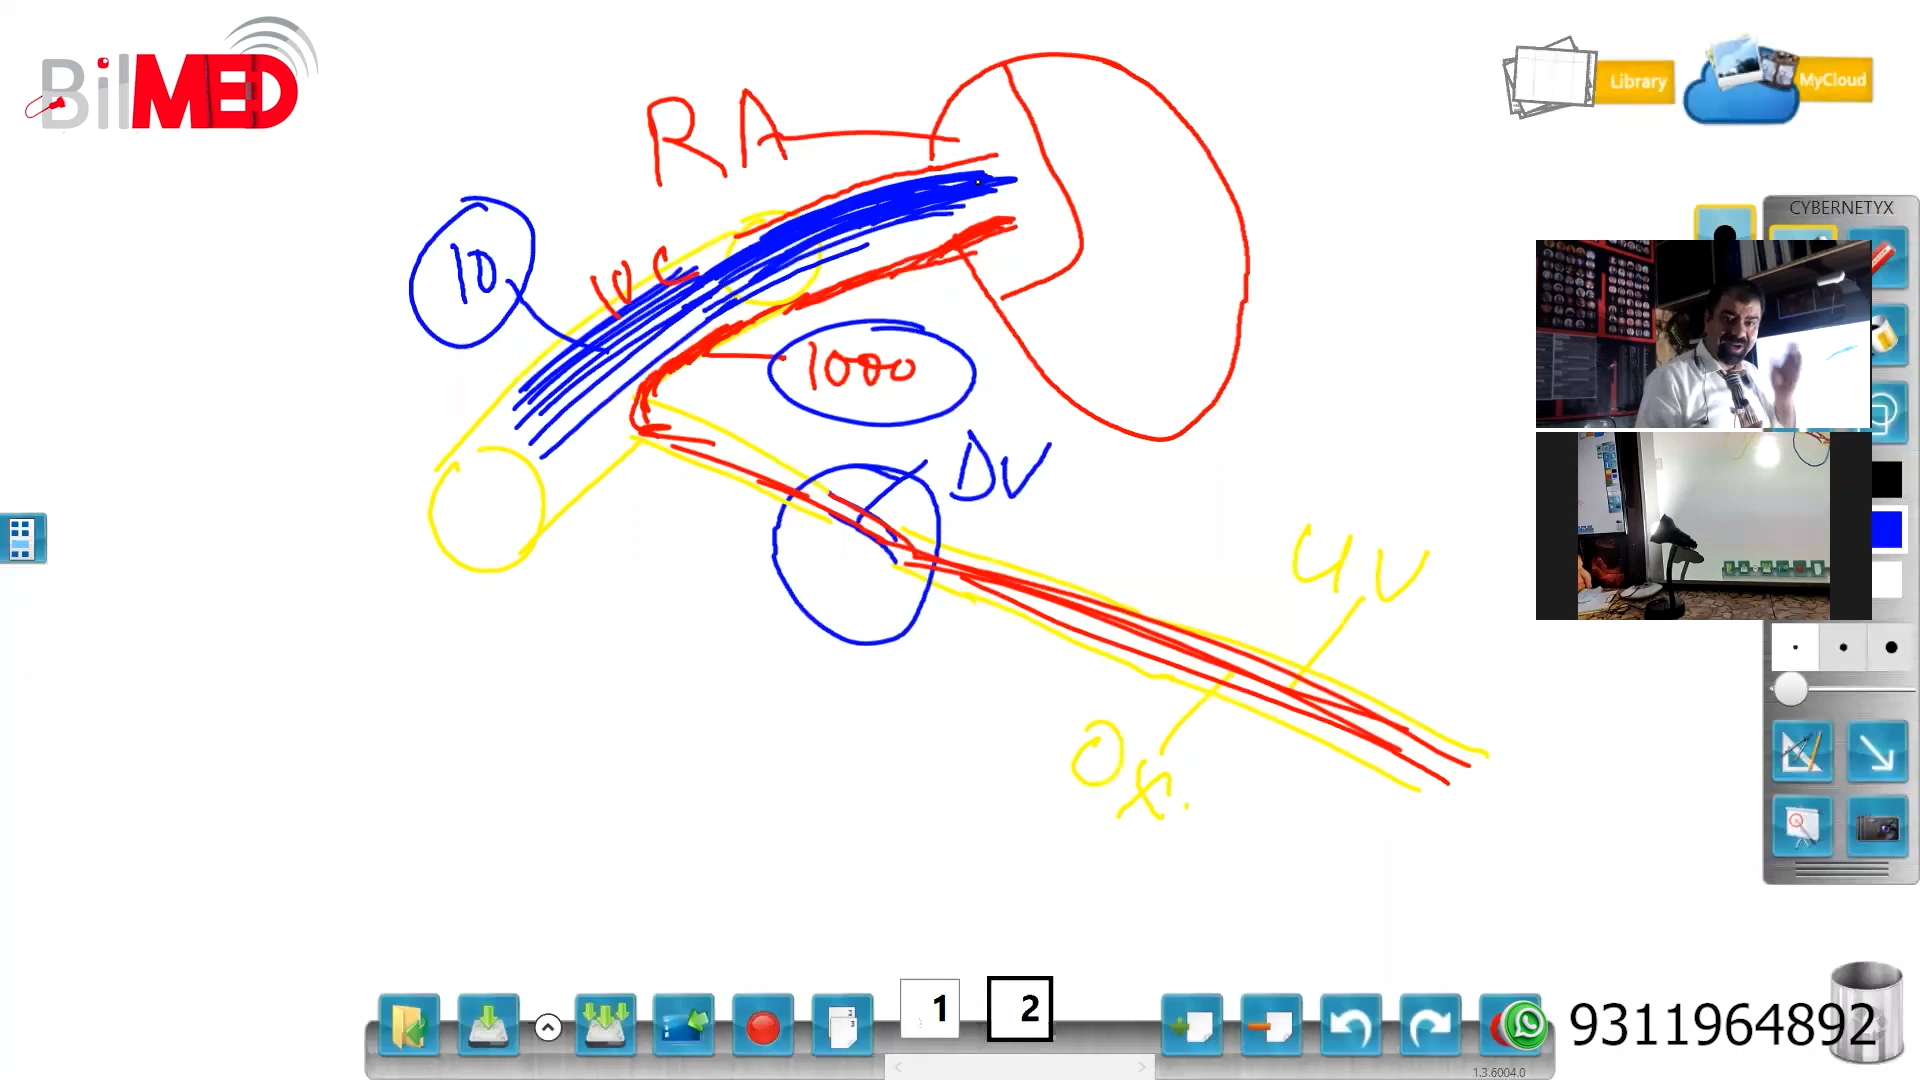 BilMED
Library
MyCloud
RA
CYBERNETYX
10
IVC
1000
DV
UV
Ox.
1
2
9311964892
1.3.6004.0